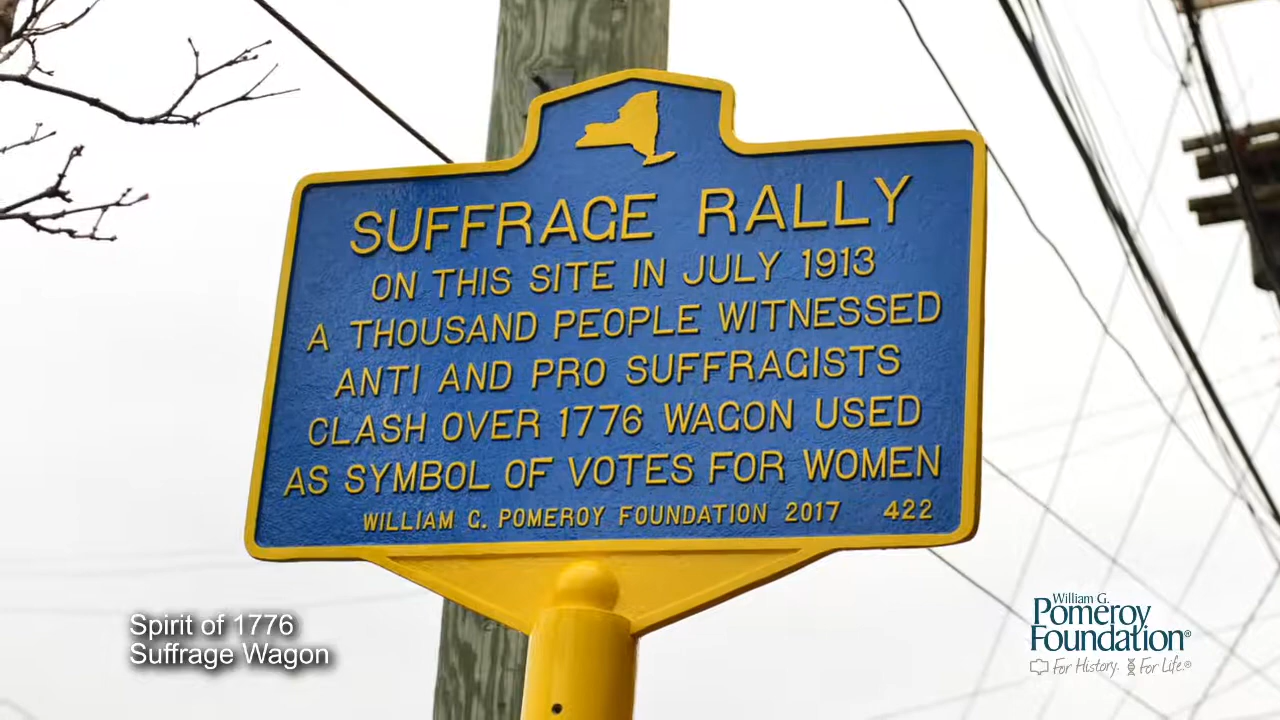 SUFFRAGE RALLY
ON THIS SITE IN JULY 1913
A THOUSAND PEOPLE WITNESSED
ANTI AND PRO SUFFRAGISTS
CLASH OVER 1776 WAGON USED
AS SYMBOL OF VOTES FOR WOMEN
WILLIAM G. POMEROY FOUNDATION 2017 422
Spirit of 1776
Suffrage Wagon
William G.
Pomeroy
Foundation®
For History. For Life.®